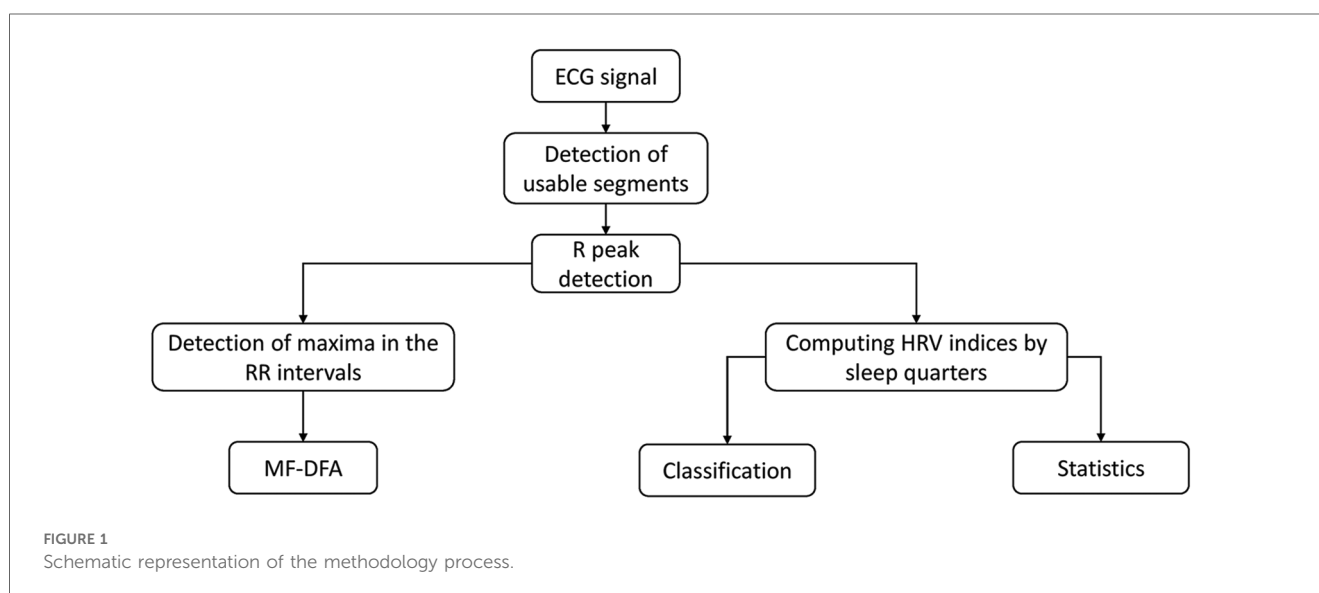 ECG signal
Detection of
usable segments
R peak
detection
Detection of maxima in the
RR intervals
Computing HRV indices by
sleep quarters
MF-DFA
Classification
Statistics
FIGURE 1
Schematic representation of the methodology process.